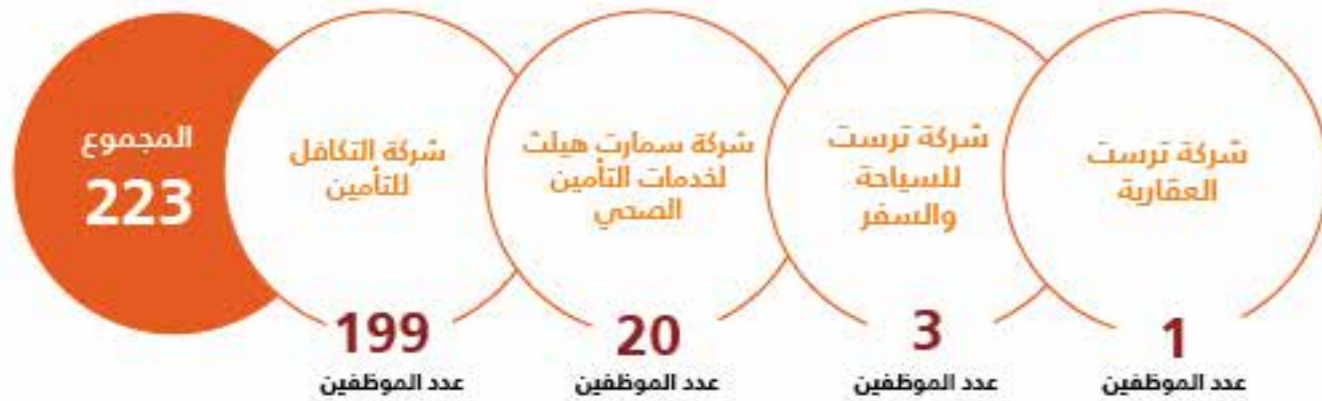 شركة ترست
العقارية
1
عدد الموظفين
شركة ترست
للسياحة
والسفر
3
عدد الموظفين
شركة سمارت هيلث
لخدمات التأمين
الصحي
20
عدد الموظفين
شركة التكافل
للتأمين
199
عدد الموظفين
المجموع
223